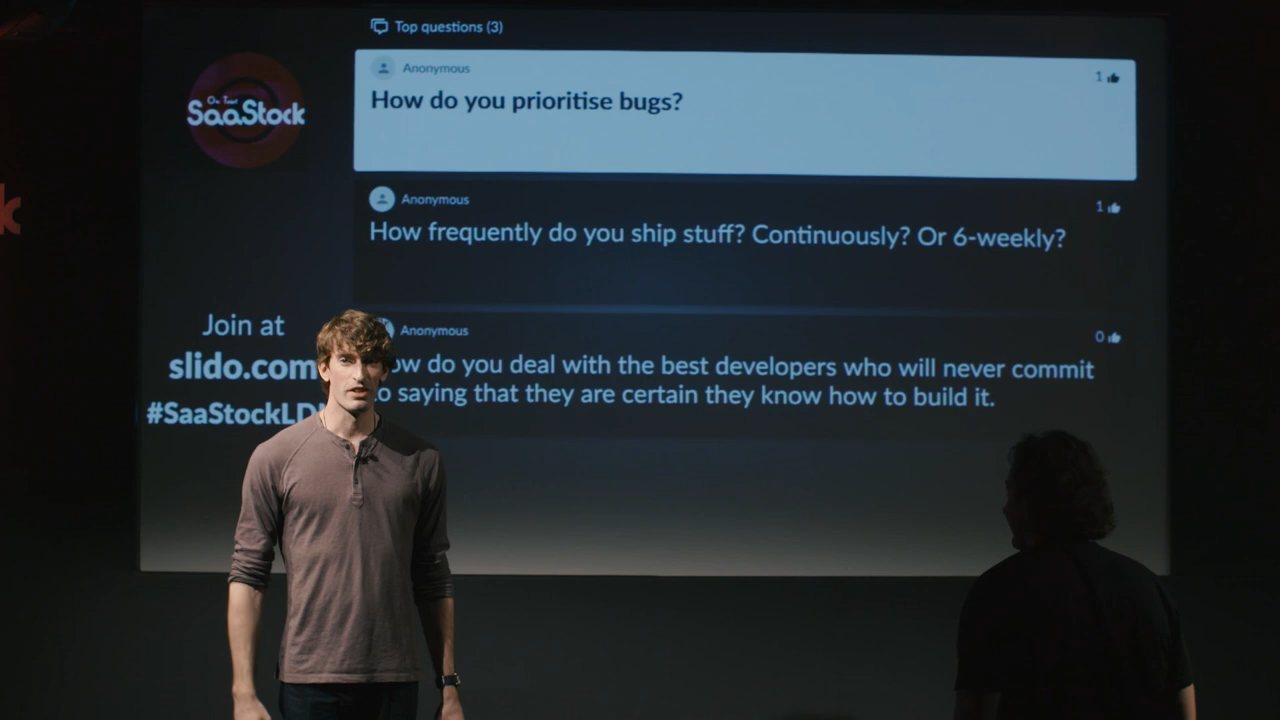 Top questions (3)
On Tour
SaaStock
Anonymous
1
How do you prioritise bugs?
Anonymous
1
How frequently do you ship stuff? Continuously? Or 6-weekly?
Join at
slido.com
#SaaStockLD
Anonymous
0
ow do you deal with the best developers who will never commit
o saying that they are certain they know how to build it.
k